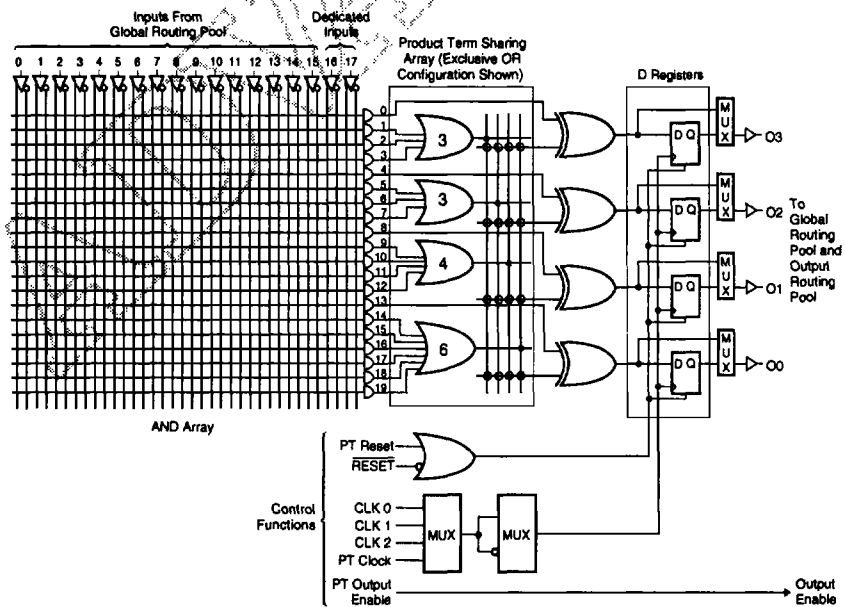 Inputs From
Global Routing Pool
Dedicated
Inputs
0 1 2 3 4 5 6 7 8 9 10 11 12 13 14 15 16 17
Product Term Sharing
Array (Exclusive OR
Configuration Shown)
D Registers
0
1
2
3
4
5
6
7
8
9
10
11
12
13
14
15
16
17
18
19
3
3
4
6
D Q
D Q
D Q
D Q
MUX
MUX
MUX
MUX
O3
O2
O1
O0
To
Global
Routing
Pool and
Output
Routing
Pool
AND Array
Control
Functions
PT Reset
RESET
CLK 0
CLK 1
CLK 2
PT Clock
MUX
MUX
PT Output
Enable
Output
Enable